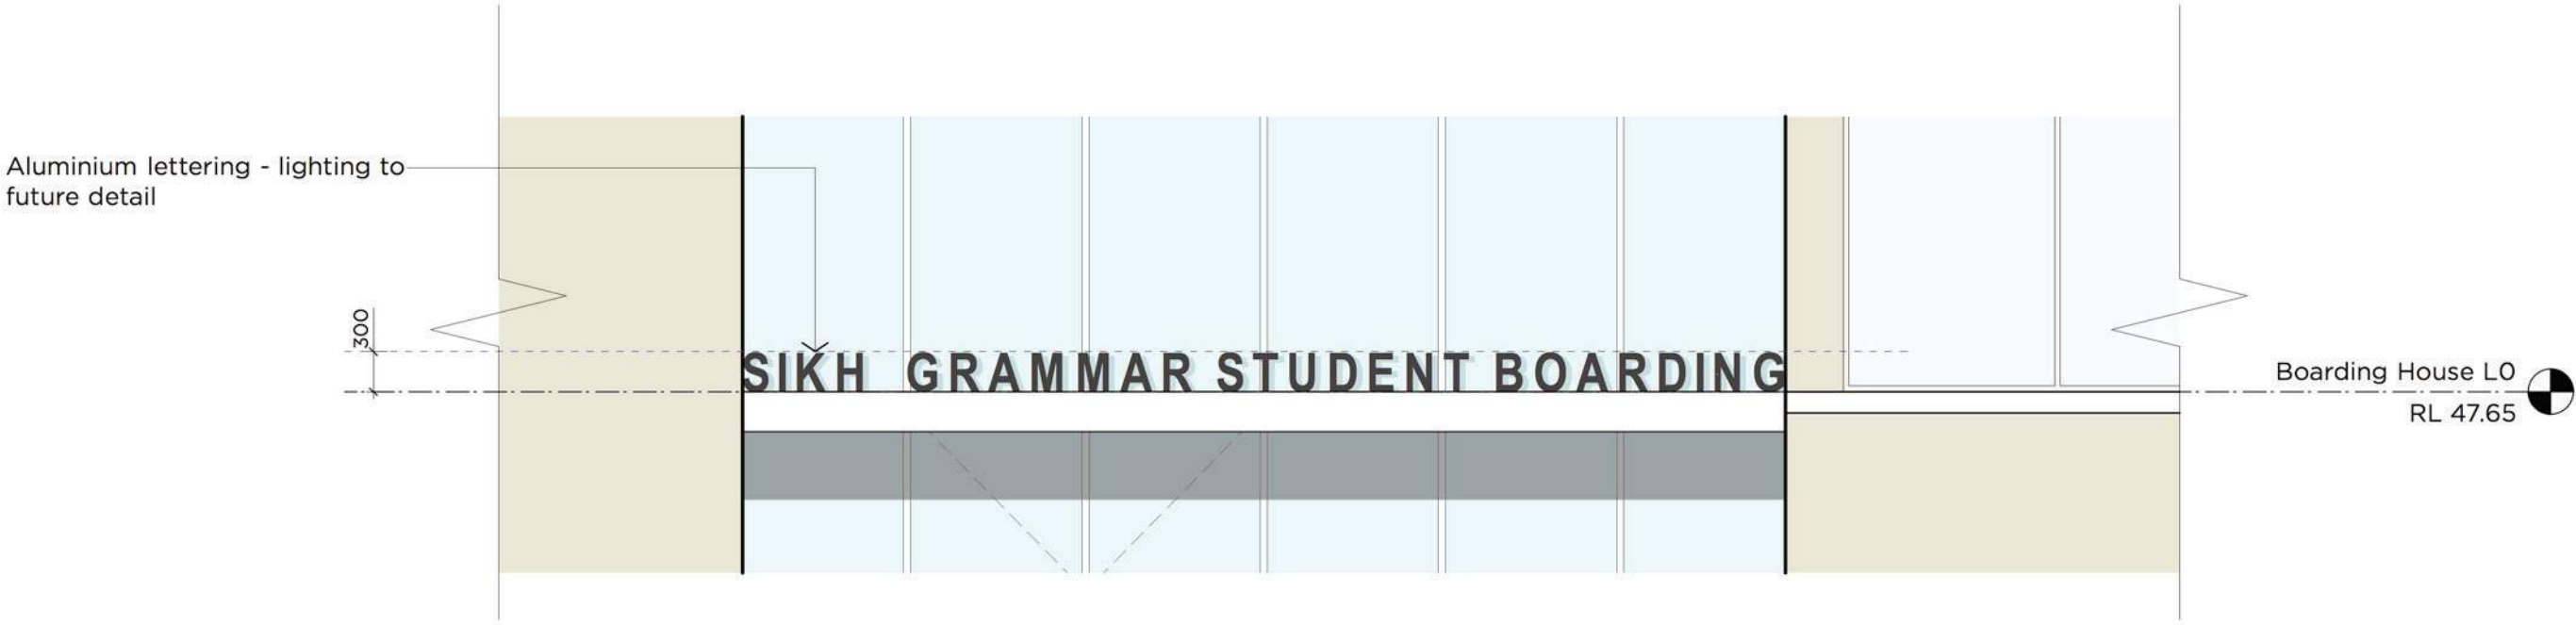 Aluminium lettering - lighting to
future detail
300
SIKH GRAMMAR STUDENT BOARDING
Boarding House L0
RL 47.65